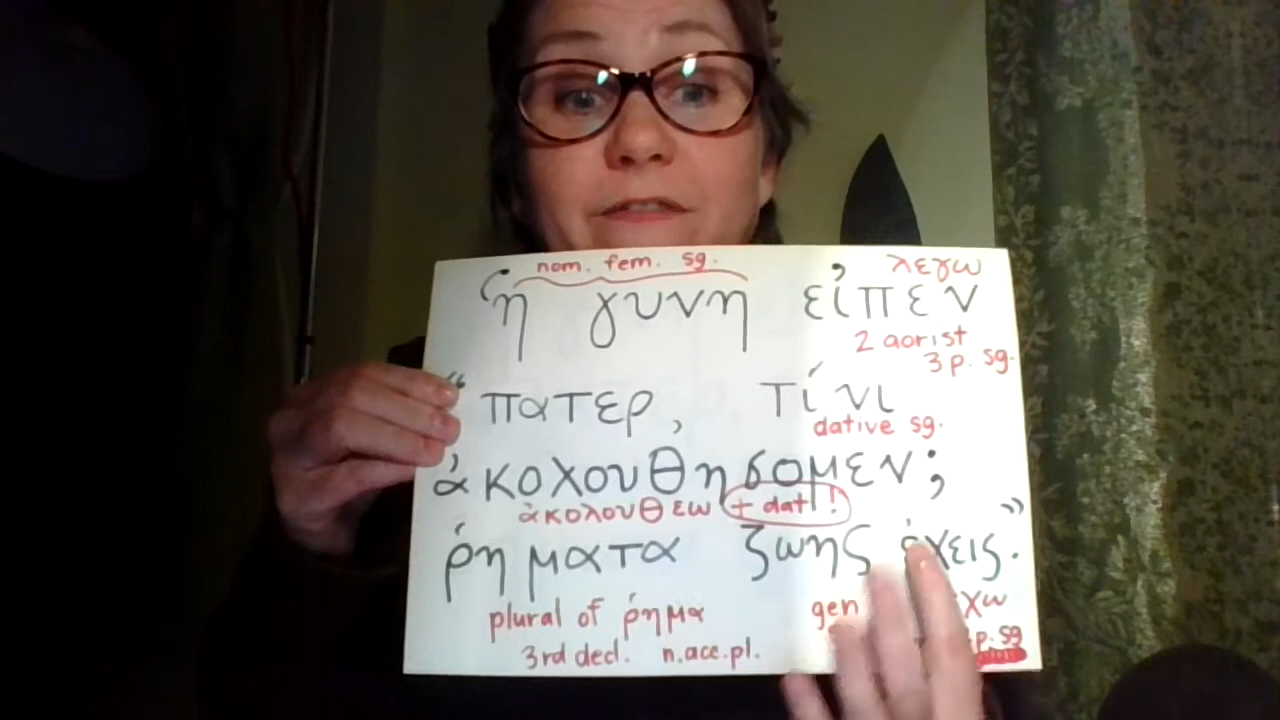 nom. fem. sg.
ἡ γυνη εἰπεν
λεγω
2 aorist
3 p. sg.
“πατερ, τίνι
dative sg.
ἀκολουθησομεν;
ἀκολουθεω + dat!
ῥηματα ζωης ἐχεις.”
plural of ῥημα gen
3rd decl. n. acc. pl. p. sg